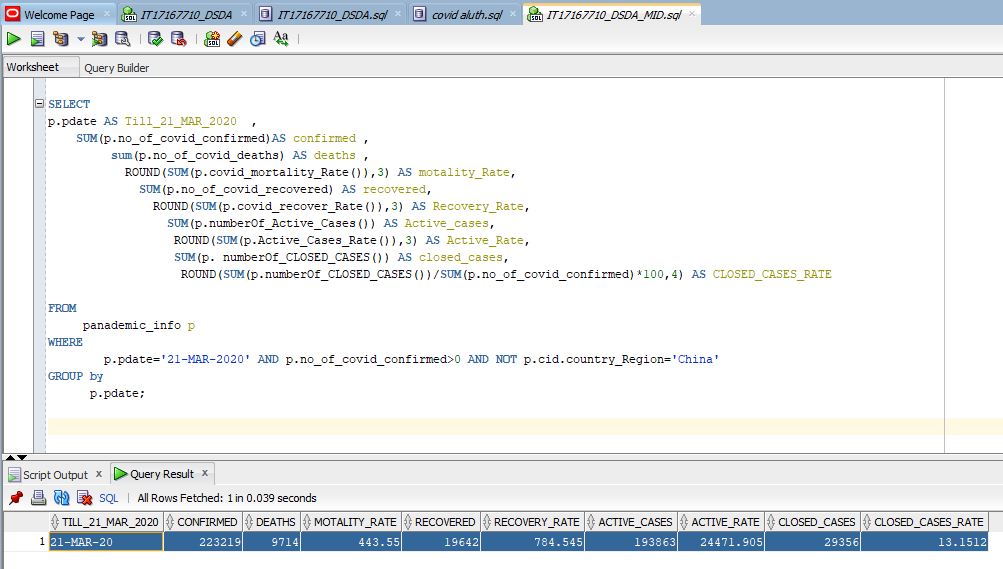 Welcome Page
IT17167710_DSDA
IT17167710_DSDA.sql
covid aluth.sql
IT17167710_DSDA_MID.sql
Worksheet
Query Builder
SELECT
p.pdate AS Till_21_MAR_2020 ,
SUM(p.no_of_covid_confirmed)AS confirmed ,
sum(p.no_of_covid_deaths) AS deaths ,
ROUND(SUM(p.covid_mortality_Rate()),3) AS motality_Rate,
SUM(p.no_of_covid_recovered) AS recovered,
ROUND(SUM(p.covid_recover_Rate()),3) AS Recovery_Rate,
SUM(p.numberOf_Active_Cases()) AS Active_cases,
ROUND(SUM(p.Active_Cases_Rate()),3) AS Active_Rate,
SUM(p. numberOf_CLOSED_CASES()) AS closed_cases,
ROUND(SUM(p.numberOf_CLOSED_CASES())/SUM(p.no_of_covid_confirmed)*100,4) AS CLOSED_CASES_RATE
FROM
panademic_info p
WHERE
p.pdate='21-MAR-2020' AND p.no_of_covid_confirmed>0 AND NOT p.cid.country_Region='China'
GROUP by
p.pdate;
Script Output x
Query Result x
SQL | All Rows Fetched: 1 in 0.039 seconds
TILL_21_MAR_2020 CONFIRMED DEATHS MOTALITY_RATE RECOVERED RECOVERY_RATE ACTIVE_CASES ACTIVE_RATE CLOSED_CASES CLOSED_CASES_RATE
1 21-MAR-20 223219 9714 443.55 19642 784.545 193863 24471.905 29356 13.1512